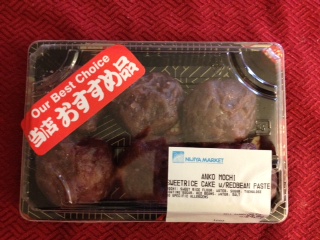 Our Best Choice
当店おすすめ品
NIJIYA MARKET
ANKO MOCHI
SWEETRICE CAKE W/REDBEAN PASTE